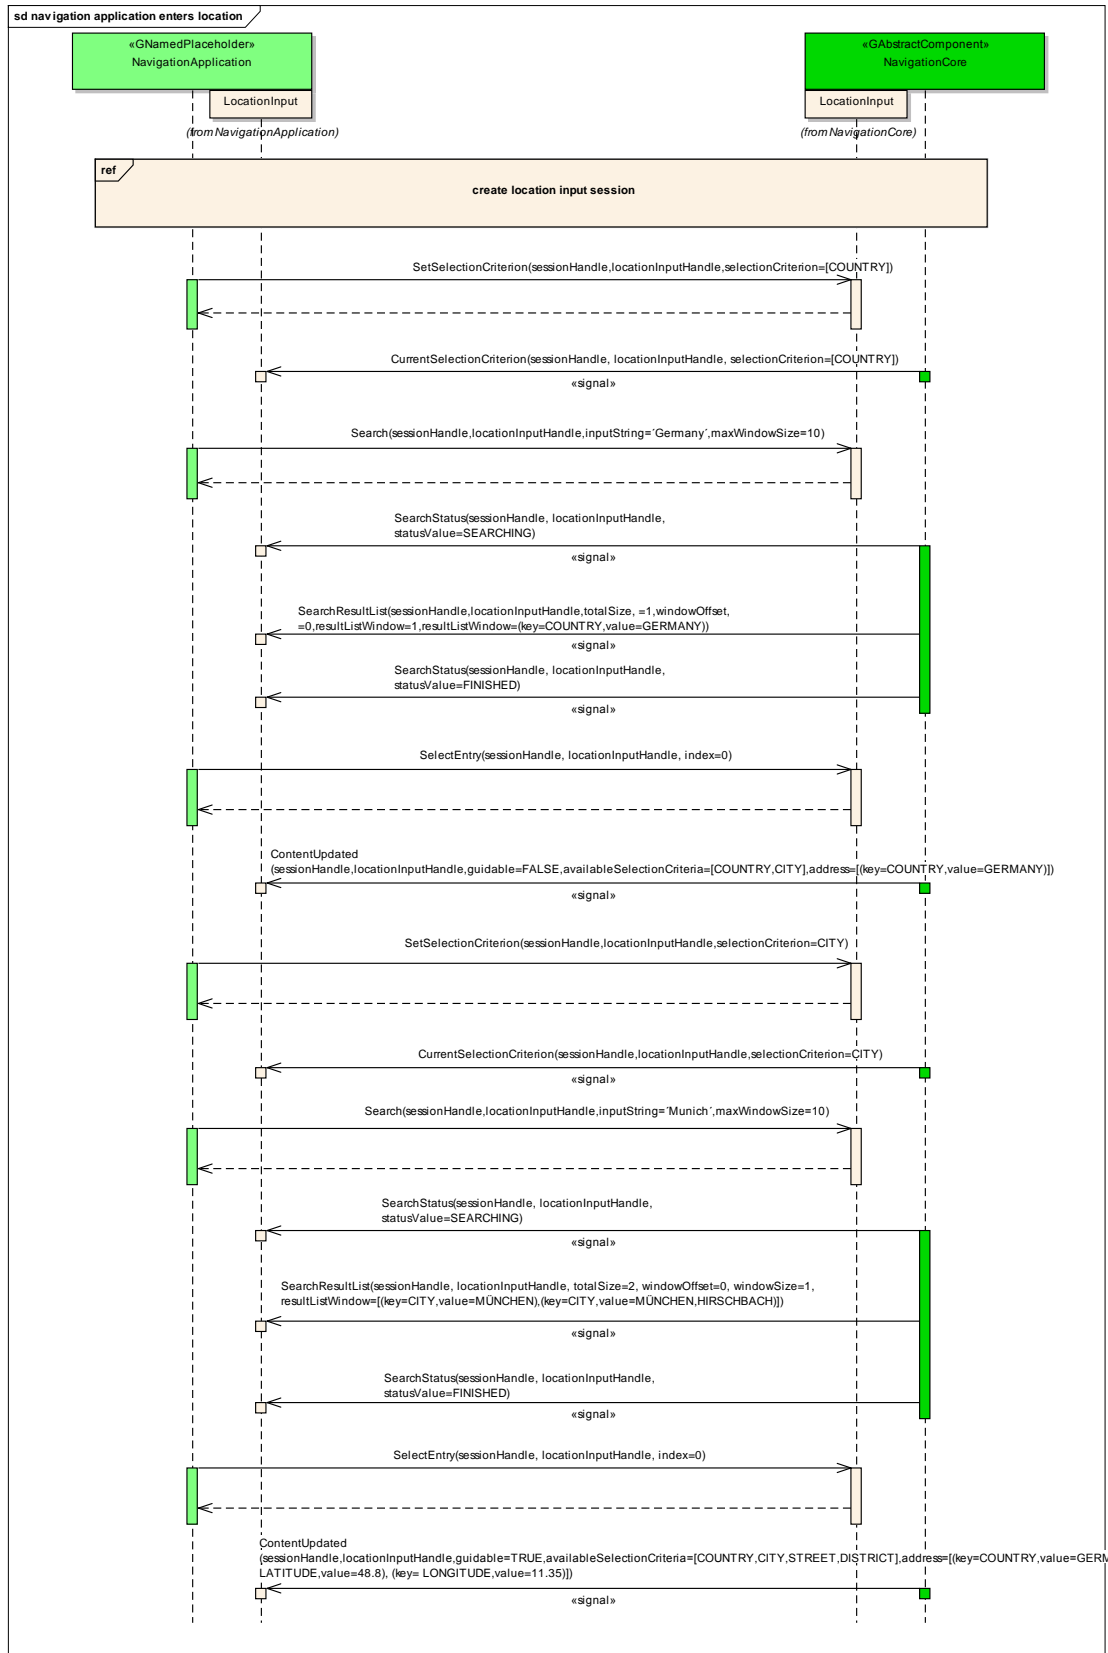 sd navigation application enters location
«GNamedPlaceholder»
NavigationApplication
«GAbstractComponent»
NavigationCore
LocationInput
LocationInput
(from NavigationApplication)
(from NavigationCore)
ref
create location input session
SetSelectionCriterion(sessionHandle,locationInputHandle,selectionCriterion=[COUNTRY])
CurrentSelectionCriterion(sessionHandle, locationInputHandle, selectionCriterion=[COUNTRY])
«signal»
Search(sessionHandle,locationInputHandle,inputString=´Germany´,maxWindowSize=10)
SearchStatus(sessionHandle, locationInputHandle,
statusValue=SEARCHING)
«signal»
SearchResultList(sessionHandle,locationInputHandle,totalSize, =1,windowOffset,
=0,resultListWindow=1,resultListWindow=(key=COUNTRY,value=GERMANY))
«signal»
SearchStatus(sessionHandle, locationInputHandle,
statusValue=FINISHED)
«signal»
SelectEntry(sessionHandle, locationInputHandle, index=0)
ContentUpdated
(sessionHandle,locationInputHandle,guidable=FALSE,availableSelectionCriteria=[COUNTRY,CITY],address=[(key=COUNTRY,value=GERMANY)])
«signal»
SetSelectionCriterion(sessionHandle,locationInputHandle,selectionCriterion=CITY)
CurrentSelectionCriterion(sessionHandle,locationInputHandle,selectionCriterion=CITY)
«signal»
Search(sessionHandle,locationInputHandle,inputString=´Munich´,maxWindowSize=10)
SearchStatus(sessionHandle, locationInputHandle,
statusValue=SEARCHING)
«signal»
SearchResultList(sessionHandle, locationInputHandle, totalSize=2, windowOffset=0, windowSize=1,
resultListWindow=[(key=CITY,value=MÜNCHEN),(key=CITY,value=MÜNCHEN,HIRSCHBACH)])
«signal»
SearchStatus(sessionHandle, locationInputHandle,
statusValue=FINISHED)
«signal»
SelectEntry(sessionHandle, locationInputHandle, index=0)
ContentUpdated
(sessionHandle,locationInputHandle,guidable=TRUE,availableSelectionCriteria=[COUNTRY,CITY,STREET,DISTRICT],address=[(key=COUNTRY,value=GERM
LATITUDE,value=48.8), (key= LONGITUDE,value=11.35)])
«signal»